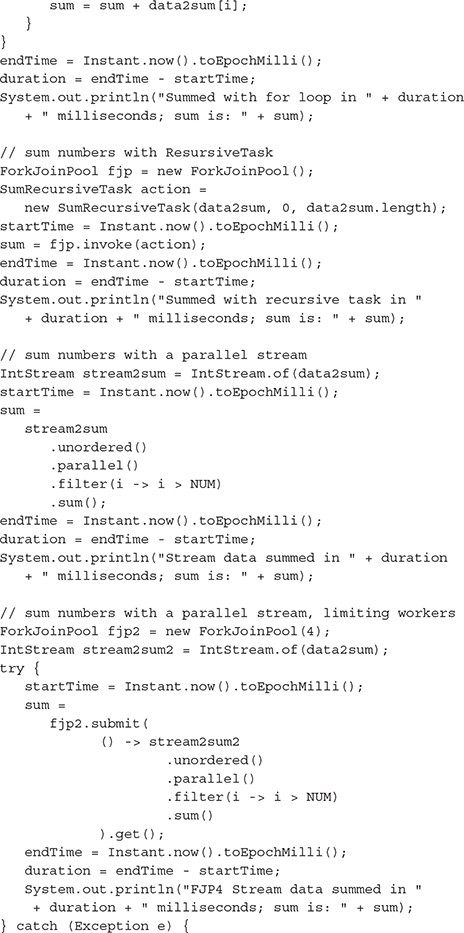 sum = sum + data2sum[i];
   }
}
endTime = Instant.now().toEpochMilli();
duration = endTime - startTime;
System.out.println("Summed with for loop in " + duration
   + " milliseconds; sum is: " + sum);

// sum numbers with ResursiveTask
ForkJoinPool fjp = new ForkJoinPool();
SumRecursiveTask action =
   new SumRecursiveTask(data2sum, 0, data2sum.length);
startTime = Instant.now().toEpochMilli();
sum = fjp.invoke(action);
endTime = Instant.now().toEpochMilli();
duration = endTime - startTime;
System.out.println("Summed with recursive task in "
   + duration + " milliseconds; sum is: " + sum);

// sum numbers with a parallel stream
IntStream stream2sum = IntStream.of(data2sum);
startTime = Instant.now().toEpochMilli();
sum =
   stream2sum
      .unordered()
      .parallel()
      .filter(i -> i > NUM)
      .sum();
endTime = Instant.now().toEpochMilli();
duration = endTime - startTime;
System.out.println("Stream data summed in " + duration
   + " milliseconds; sum is: " + sum);

// sum numbers with a parallel stream, limiting workers
ForkJoinPool fjp2 = new ForkJoinPool(4);
IntStream stream2sum2 = IntStream.of(data2sum);
try {
   startTime = Instant.now().toEpochMilli();
   sum =
      fjp2.submit(
            () -> stream2sum2
                    .unordered()
                    .parallel()
                    .filter(i -> i > NUM)
                    .sum()
            ).get();
   endTime = Instant.now().toEpochMilli();
   duration = endTime - startTime;
   System.out.println("FJP4 Stream data summed in "
    + duration + " milliseconds; sum is: " + sum);
} catch (Exception e) {